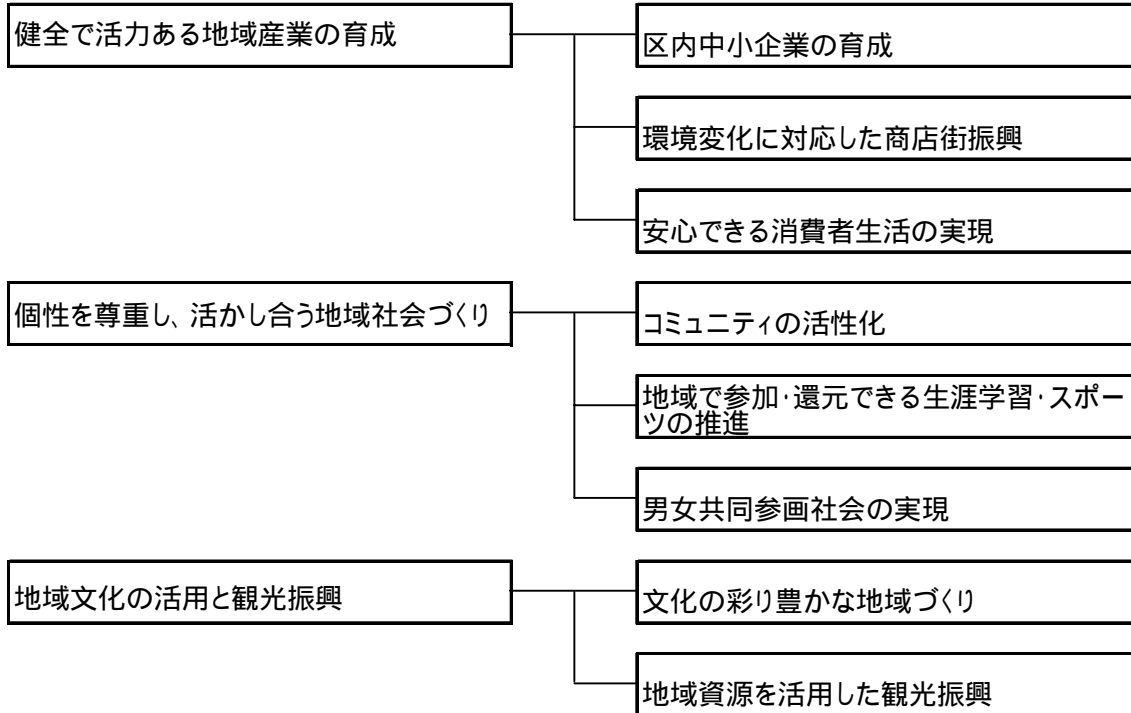 健全で活力ある地域産業の育成
区内中小企業の育成
環境変化に対応した商店街振興
安心できる消費者生活の実現
個性を尊重し、活かし合う地域社会づくり
コミュニティの活性化
地域で参加・還元できる生涯学習・スポー
ツの推進
男女共同参画社会の実現
地域文化の活用と観光振興
文化の彩り豊かな地域づくり
地域資源を活用した観光振興